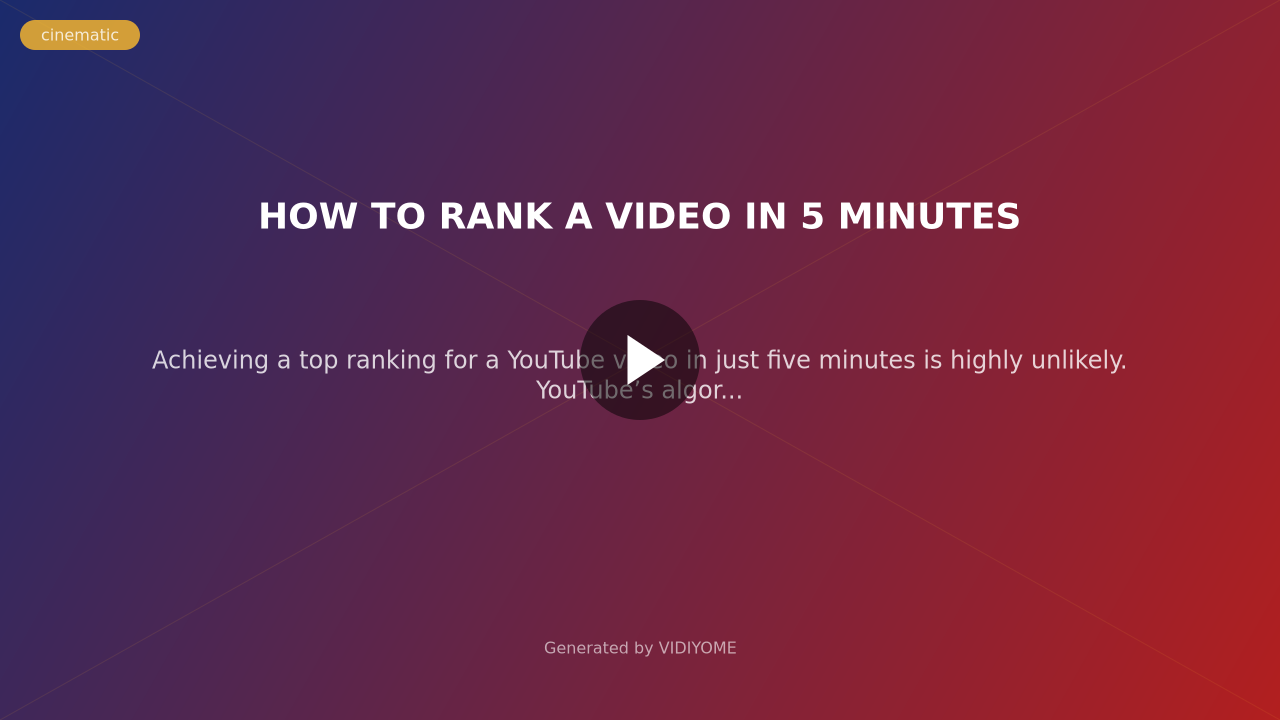 cinematic
HOW TO RANK A VIDEO IN 5 MINUTES
Achieving a top ranking for a YouTube video in just five minutes is highly unlikely.
YouTube’s algor...
Generated by VIDIYOME